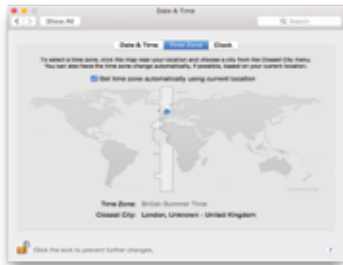 Date & Time
Show All
Search
Date & Time Time Zone Clock
To select a time zone, click the map near your location and choose a city from the Closest City menu.
You can also have the time zone change automatically, if possible, based on your current location.
Set time zone automatically using current location
Time Zone: British Summer Time
Closest City: London, Unknown - United Kingdom
Click the lock to prevent further changes.
?